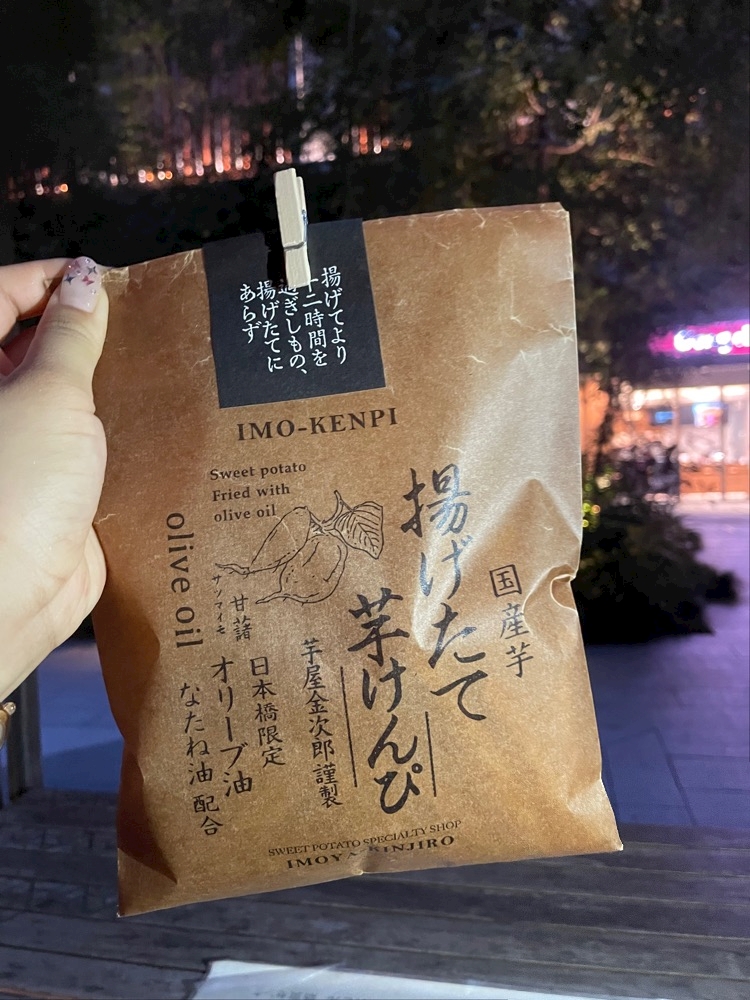 揚げてより
十二時間を
過ぎしもの、
揚げたてに
あらず
IMO-KENPI
Sweet potato
Fried with
olive oil
国産芋
揚げたて
芋けんぴ
芋屋金次郎 謹製
甘藷
サツマイモ
olive oil
日本橋限定
オリーブ油
なたね油 配合
SWEET POTATO SPECIALTY SHOP
IMOYA-KINJIRO